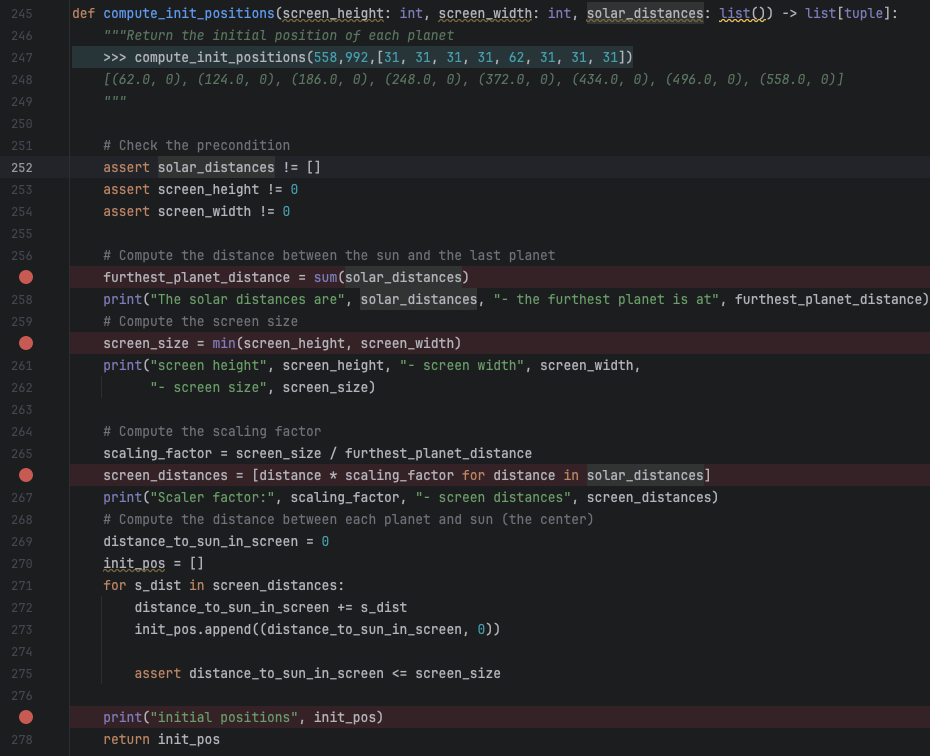 245 def compute_init_positions(screen_height: int, screen_width: int, solar_distances: list()) -> list[tuple]:
246     """Return the initial position of each planet
247     >>> compute_init_positions(558,992,[31, 31, 31, 31, 62, 31, 31, 31])
248     [(62.0, 0), (124.0, 0), (186.0, 0), (248.0, 0), (372.0, 0), (434.0, 0), (496.0, 0), (558.0, 0)]
249     """
250
251     # Check the precondition
252     assert solar_distances != []
253     assert screen_height != 0
254     assert screen_width != 0
255
256     # Compute the distance between the sun and the last planet
    furthest_planet_distance = sum(solar_distances)
258     print("The solar distances are", solar_distances, "- the furthest planet is at", furthest_planet_distance)
259     # Compute the screen size
    screen_size = min(screen_height, screen_width)
261     print("screen height", screen_height, "- screen width", screen_width,
262           "- screen size", screen_size)
263
264     # Compute the scaling factor
265     scaling_factor = screen_size / furthest_planet_distance
    screen_distances = [distance * scaling_factor for distance in solar_distances]
267     print("Scaler factor:", scaling_factor, "- screen distances", screen_distances)
268     # Compute the distance between each planet and sun (the center)
269     distance_to_sun_in_screen = 0
270     init_pos = []
271     for s_dist in screen_distances:
272         distance_to_sun_in_screen += s_dist
273         init_pos.append((distance_to_sun_in_screen, 0))
274
275         assert distance_to_sun_in_screen <= screen_size
276
    print("initial positions", init_pos)
278     return init_pos